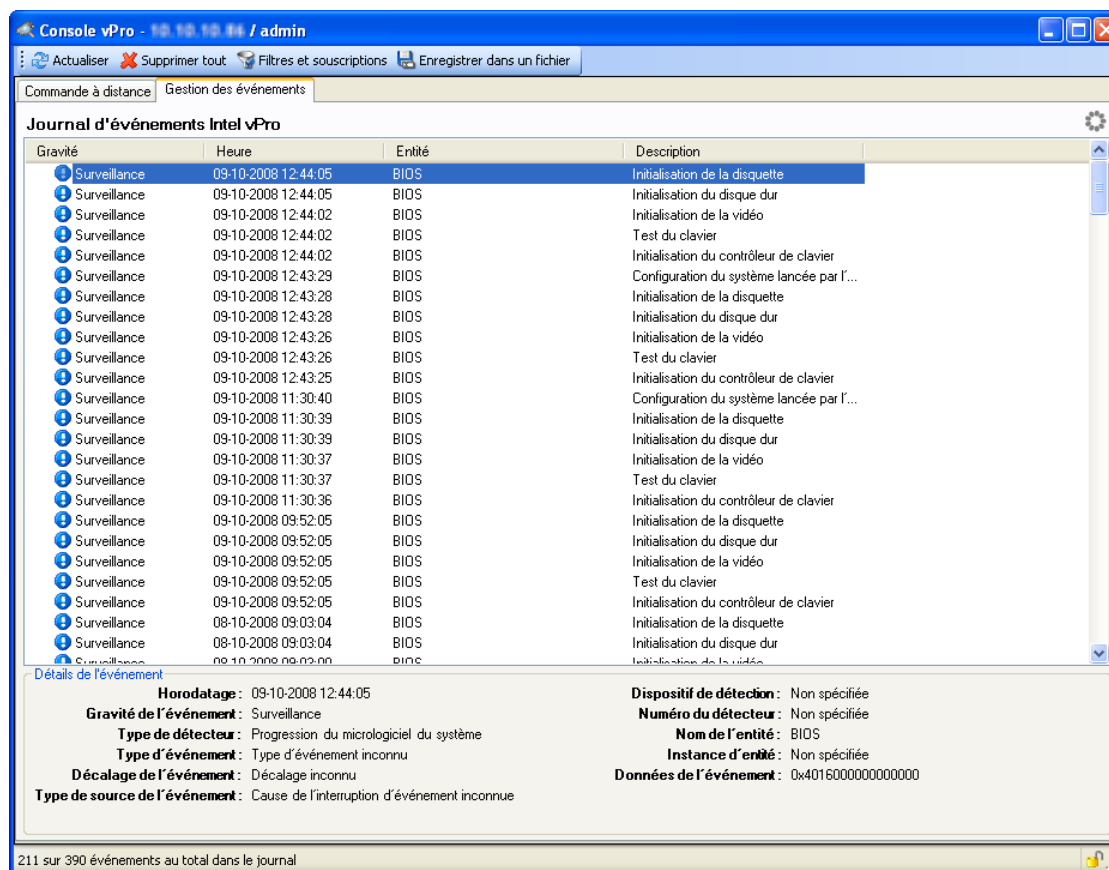 Console vPro - / admin
Actualiser Supprimer tout Filtres et souscriptions Enregistrer dans un fichier
Commande à distance Gestion des événements
Journal d'événements Intel vPro
Gravité Heure Entité Description
Surveillance 09-10-2008 12:44:05 BIOS Initialisation de la disquette
Surveillance 09-10-2008 12:44:05 BIOS Initialisation du disque dur
Surveillance 09-10-2008 12:44:02 BIOS Initialisation de la vidéo
Surveillance 09-10-2008 12:44:02 BIOS Test du clavier
Surveillance 09-10-2008 12:44:02 BIOS Initialisation du contrôleur de clavier
Surveillance 09-10-2008 12:43:29 BIOS Configuration du système lancée par l´...
Surveillance 09-10-2008 12:43:28 BIOS Initialisation de la disquette
Surveillance 09-10-2008 12:43:28 BIOS Initialisation du disque dur
Surveillance 09-10-2008 12:43:26 BIOS Initialisation de la vidéo
Surveillance 09-10-2008 12:43:26 BIOS Test du clavier
Surveillance 09-10-2008 12:43:25 BIOS Initialisation du contrôleur de clavier
Surveillance 09-10-2008 11:30:40 BIOS Configuration du système lancée par l´...
Surveillance 09-10-2008 11:30:39 BIOS Initialisation de la disquette
Surveillance 09-10-2008 11:30:39 BIOS Initialisation du disque dur
Surveillance 09-10-2008 11:30:37 BIOS Initialisation de la vidéo
Surveillance 09-10-2008 11:30:37 BIOS Test du clavier
Surveillance 09-10-2008 11:30:36 BIOS Initialisation du contrôleur de clavier
Surveillance 09-10-2008 09:52:05 BIOS Initialisation de la disquette
Surveillance 09-10-2008 09:52:05 BIOS Initialisation du disque dur
Surveillance 09-10-2008 09:52:05 BIOS Initialisation de la vidéo
Surveillance 09-10-2008 09:52:05 BIOS Test du clavier
Surveillance 09-10-2008 09:52:05 BIOS Initialisation du contrôleur de clavier
Surveillance 08-10-2008 09:03:04 BIOS Initialisation de la disquette
Surveillance 08-10-2008 09:03:04 BIOS Initialisation du disque dur
Surveillance 08-10-2008 09:03:00 BIOS Initialisation de la vidéo
Détails de l'événement
Horodatage : 09-10-2008 12:44:05 Dispositif de détection : Non spécifiée
Gravité de l´événement : Surveillance Numéro du détecteur : Non spécifiée
Type de détecteur : Progression du micrologiciel du système Nom de l´entité : BIOS
Type d´événement : Type d´événement inconnu Instance d´entité : Non spécifiée
Décalage de l´événement : Décalage inconnu Données de l´événement : 0x4016000000000000
Type de source de l´événement : Cause de l´interruption d´événement inconnue
211 sur 390 événements au total dans le journal